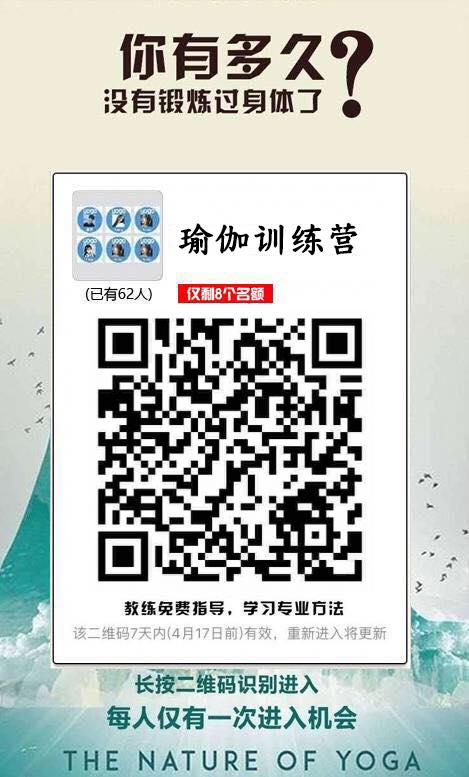 你有多久?
没有锻炼过身体了
瑜伽训练营
(已有62人)
仅剩8个名额
教练免费指导，学习专业方法
该二维码7天内(4月17日前)有效，重新进入将更新
长按二维码识别进入
每人仅有一次进入机会
THE NATURE OF YOGA